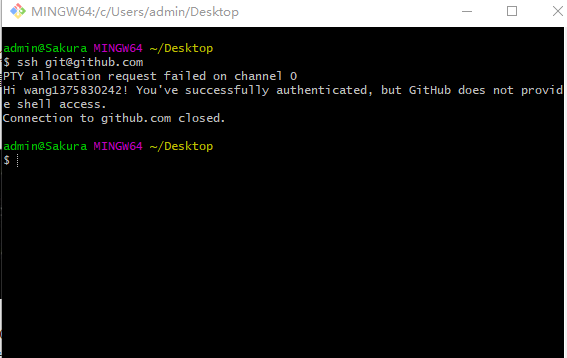 MINGW64:/c/Users/admin/Desktop
admin@Sakura MINGW64 ~/Desktop
$ ssh git@github.com
PTY allocation request failed on channel 0
Hi wang1375830242! You've successfully authenticated, but GitHub does not provid
e shell access.
Connection to github.com closed.
admin@Sakura MINGW64 ~/Desktop
$